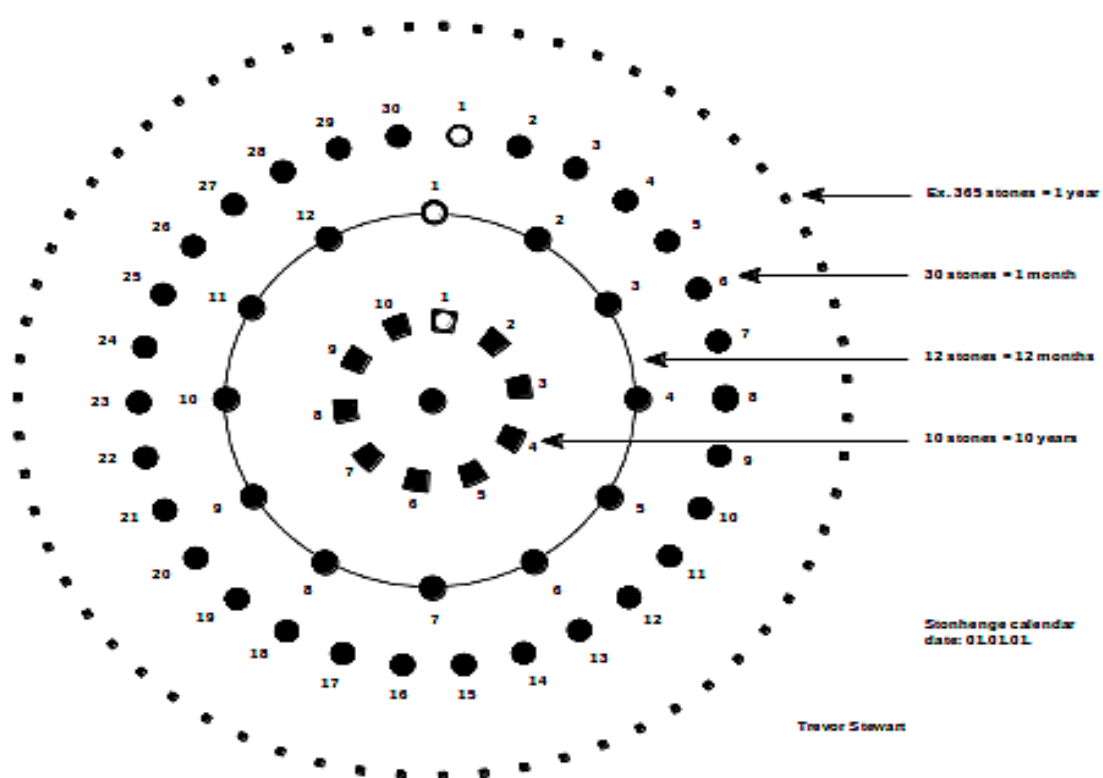 30 1 2 3 4 5 6 7 8 9 10 11 12 13 14 15 16 17 18 19 20 21 22 23 24 25 26 27 28 29
1 2 3 4 5 6 7 8 9 10 11 12
1 2 3 4 5 6 7 8 9 10
Ex. 365 stones = 1 year
30 stones = 1 month
12 stones = 12 months
10 stones = 10 years
Stonhenge calendar
date: 01.01.01.
Trevor Stewart